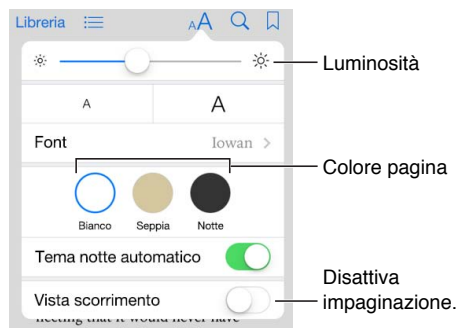 Libreria AA
Luminosità
A A
Font Iowan >
Colore pagina
Bianco Seppia Notte
Tema notte automatico
Disattiva
impaginazione.
Vista scorrimento
that it would never have